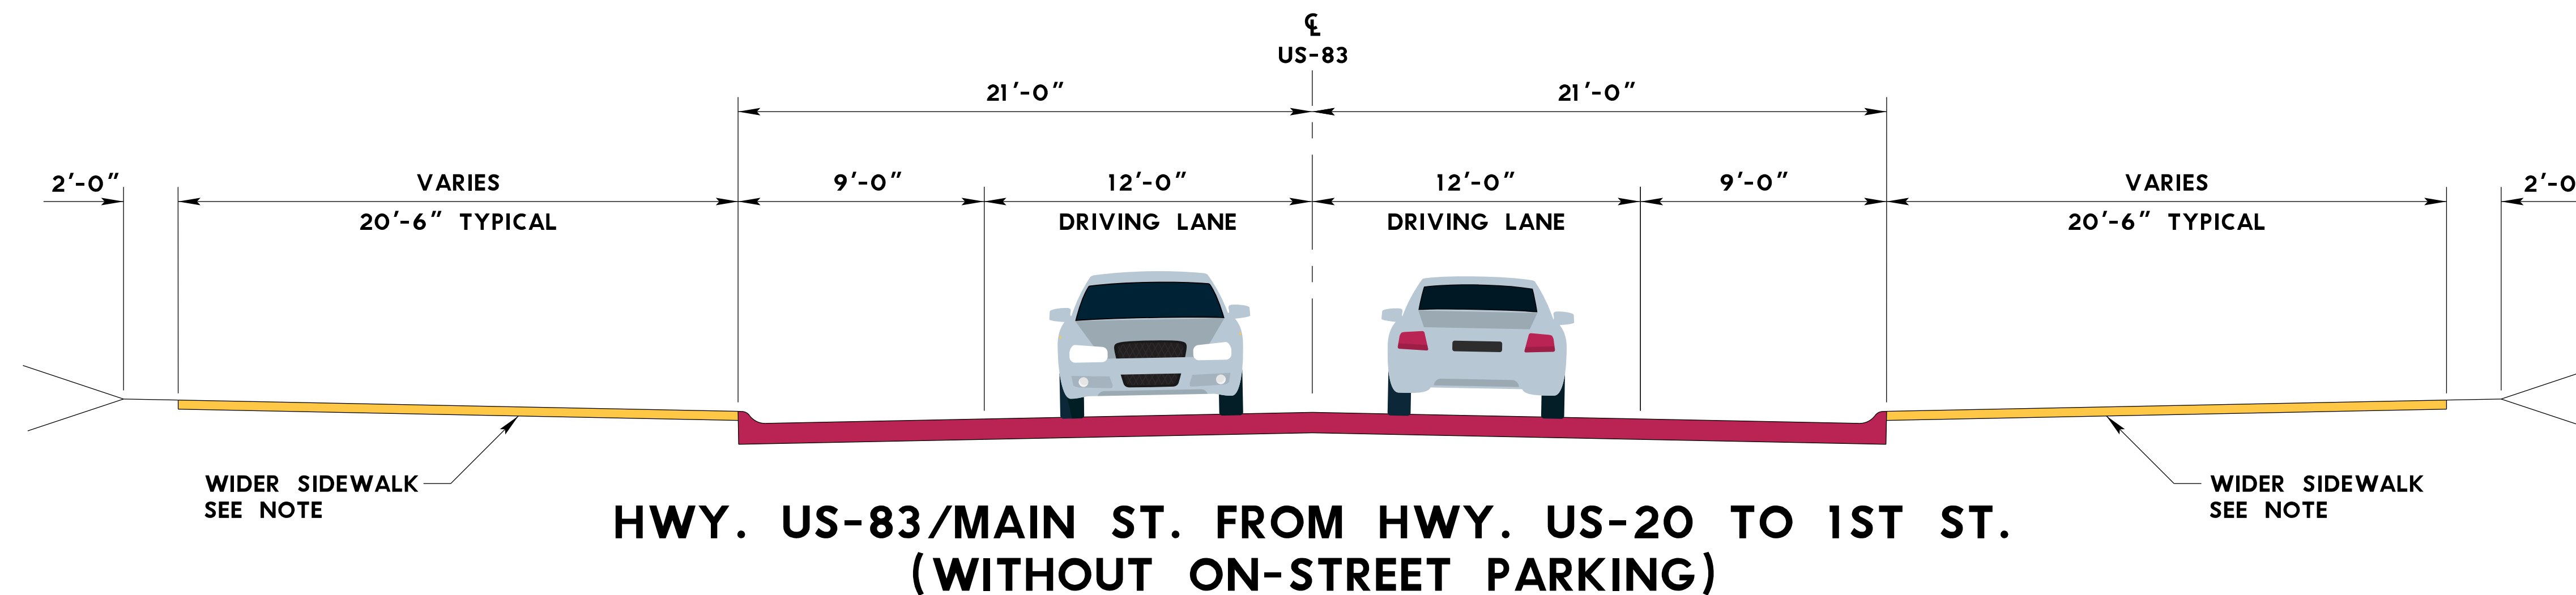 ℄
US-83
21'-0" 21'-0"
2'-0" VARIES 9'-0" 12'-0" 12'-0" 9'-0" VARIES 2'-0
20'-6" TYPICAL DRIVING LANE DRIVING LANE 20'-6" TYPICAL
WIDER SIDEWALK
SEE NOTE
WIDER SIDEWALK
SEE NOTE
HWY. US-83/MAIN ST. FROM HWY. US-20 TO 1ST ST.
(WITHOUT ON-STREET PARKING)